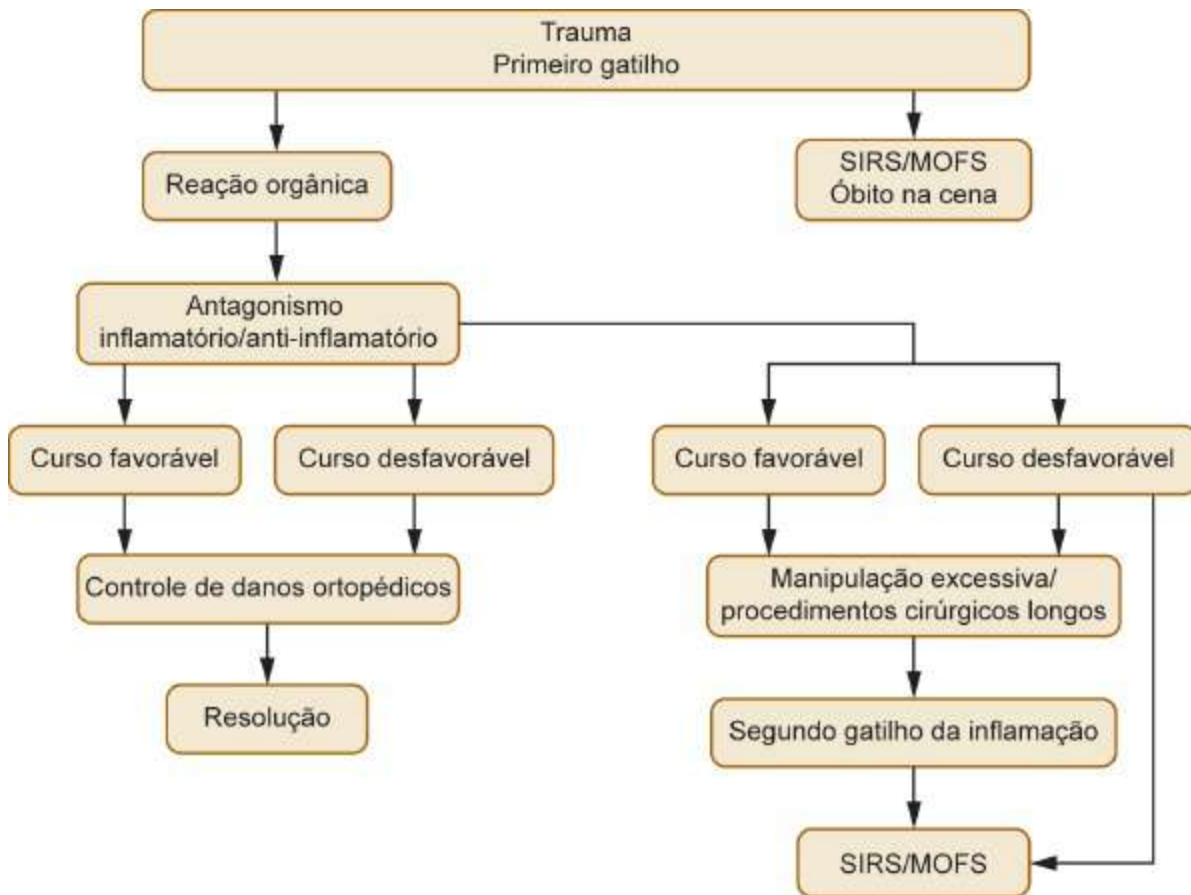 Trauma
Primeiro gatilho
Reação orgânica
SIRS/MOFS
Óbito na cena
Antagonismo
inflamatório/anti-inflamatório
Curso favorável
Curso desfavorável
Curso favorável
Curso desfavorável
Controle de danos ortopédicos
Manipulação excessiva/
procedimentos cirúrgicos longos
Resolução
Segundo gatilho da inflamação
SIRS/MOFS